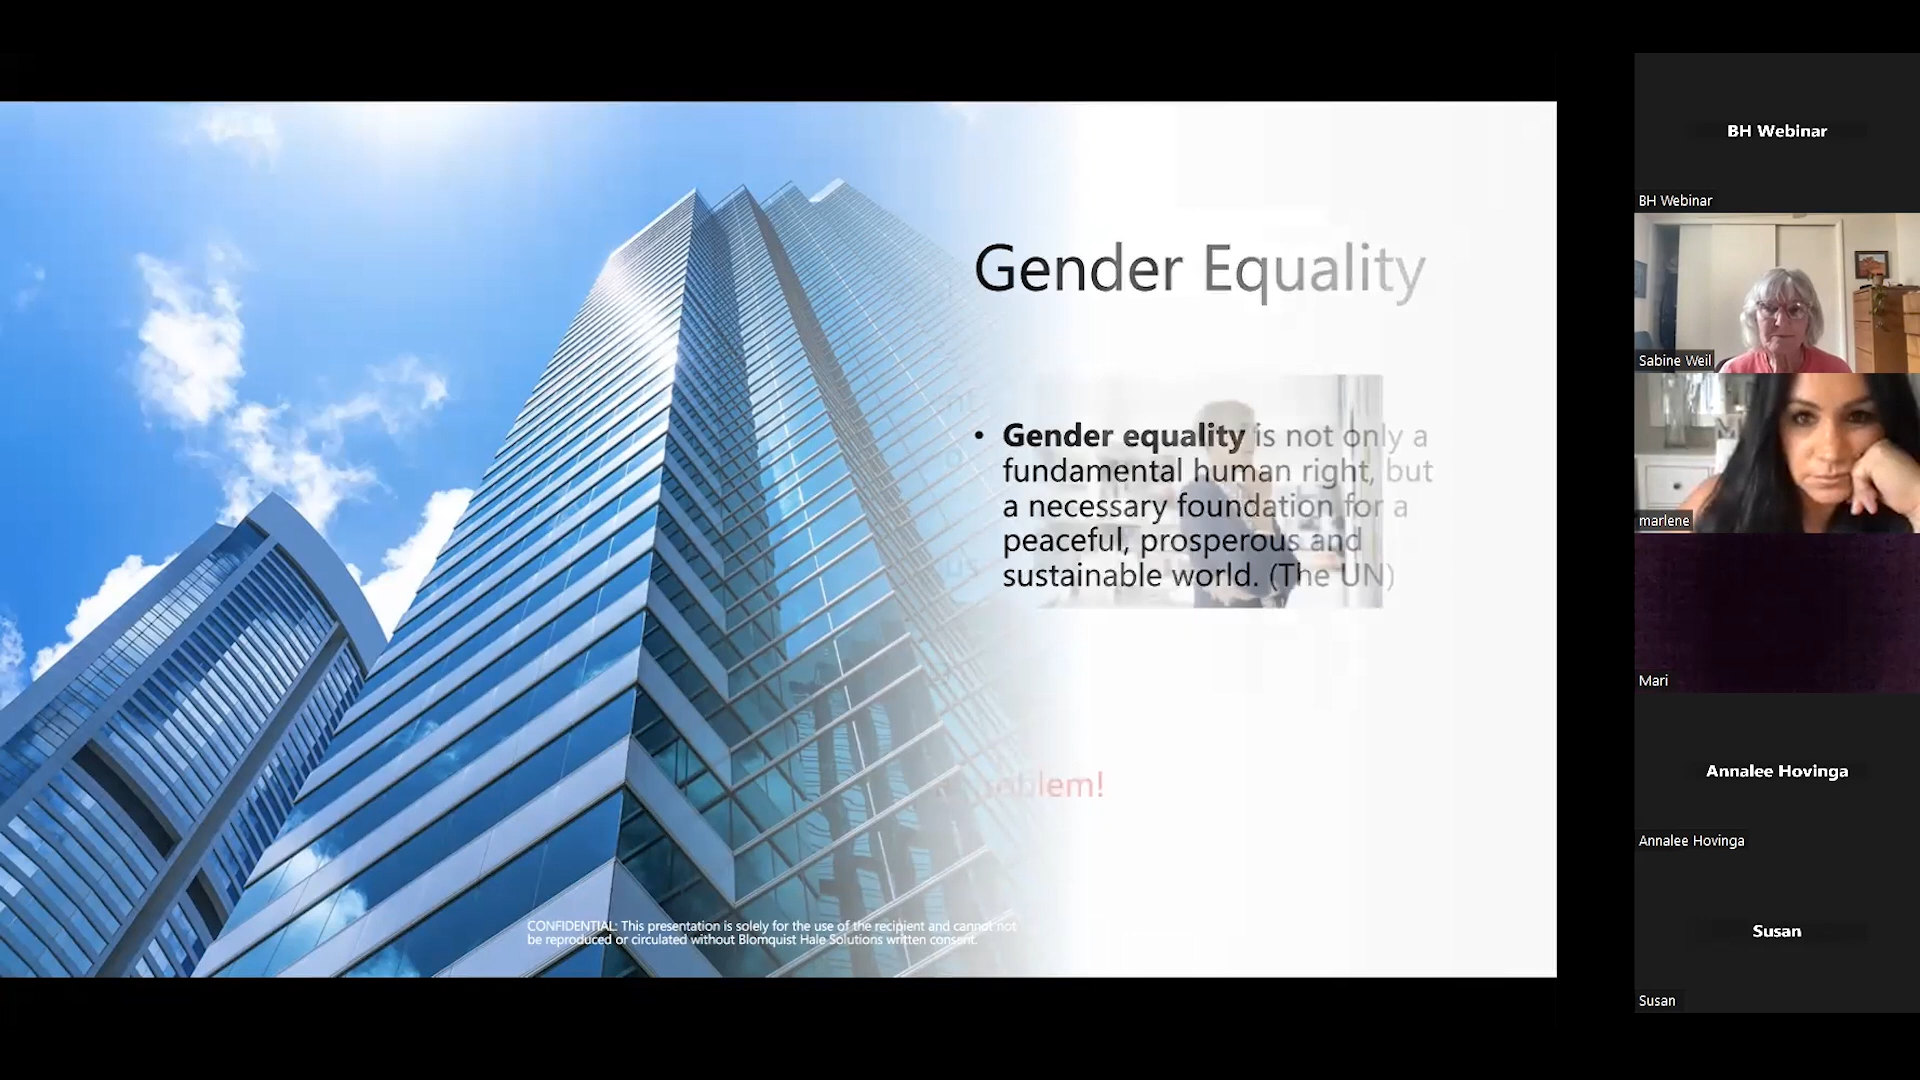 Gender Equality
• Gender equality is not only a
fundamental human right, but
a necessary foundation for a
peaceful, prosperous and
sustainable world. (The UN)
CONFIDENTIAL: This presentation is solely for the use of the recipient and cannot not
be reproduced or circulated without Blomquist Hale Solutions written consent.
BH Webinar
BH Webinar
Sabine Weil
marlene
Mari
Annalee Hovinga
Annalee Hovinga
Susan
Susan